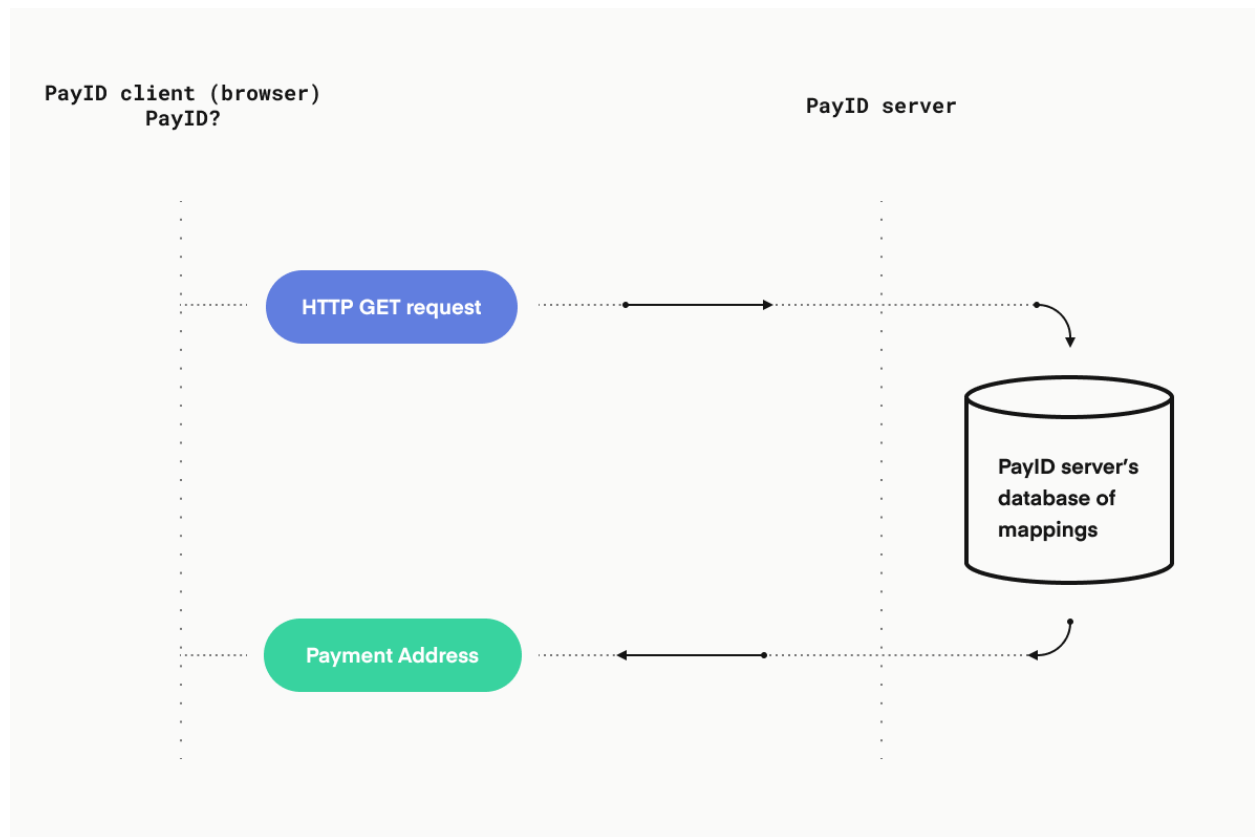 PayID client (browser)
PayID?
PayID server
HTTP GET request
PayID server’s
database of
mappings
Payment Address